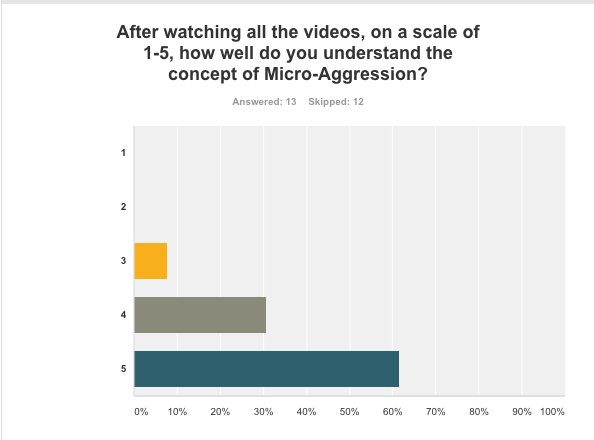 After watching all the videos, on a scale of
1-5, how well do you understand the
concept of Micro-Aggression?
Answered: 13 Skipped: 12
1
2
3
4
5
0% 10% 20% 30% 40% 50% 60% 70% 80% 90% 100%